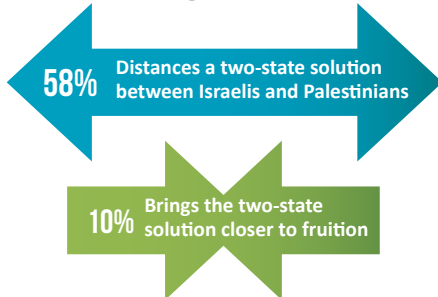 58% Distances a two-state solution
between Israelis and Palestinians
10% Brings the two-state
solution closer to fruition